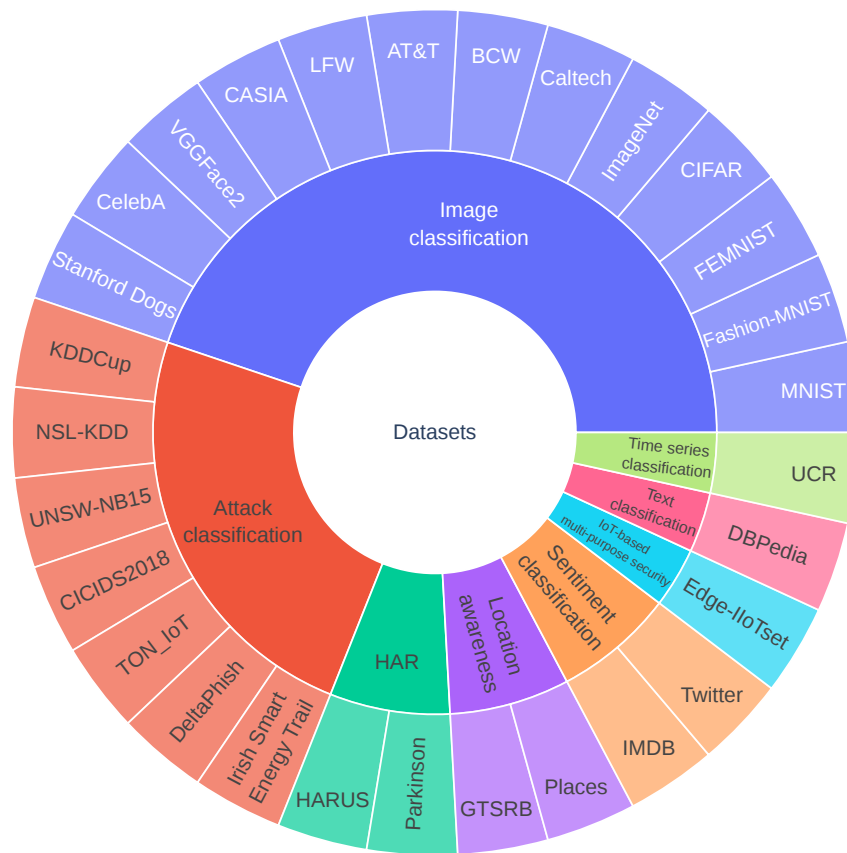 Datasets
Image
classification
Stanford Dogs
CelebA
VGGFace2
CASIA
LFW
AT&T
BCW
Caltech
ImageNet
CIFAR
FEMNIST
Fashion-MNIST
MNIST
Time series
classification
UCR
Text
classification
DBPedia
IoT-based
multi-purpose security
Edge-IIoTset
Sentiment
classification
Twitter
IMDB
Location
awareness
Places
GTSRB
HAR
Parkinson
HARUS
Attack
classification
Irish Smart
Energy Trail
DeltaPhish
TON_IoT
CICIDS2018
UNSW-NB15
NSL-KDD
KDDCup